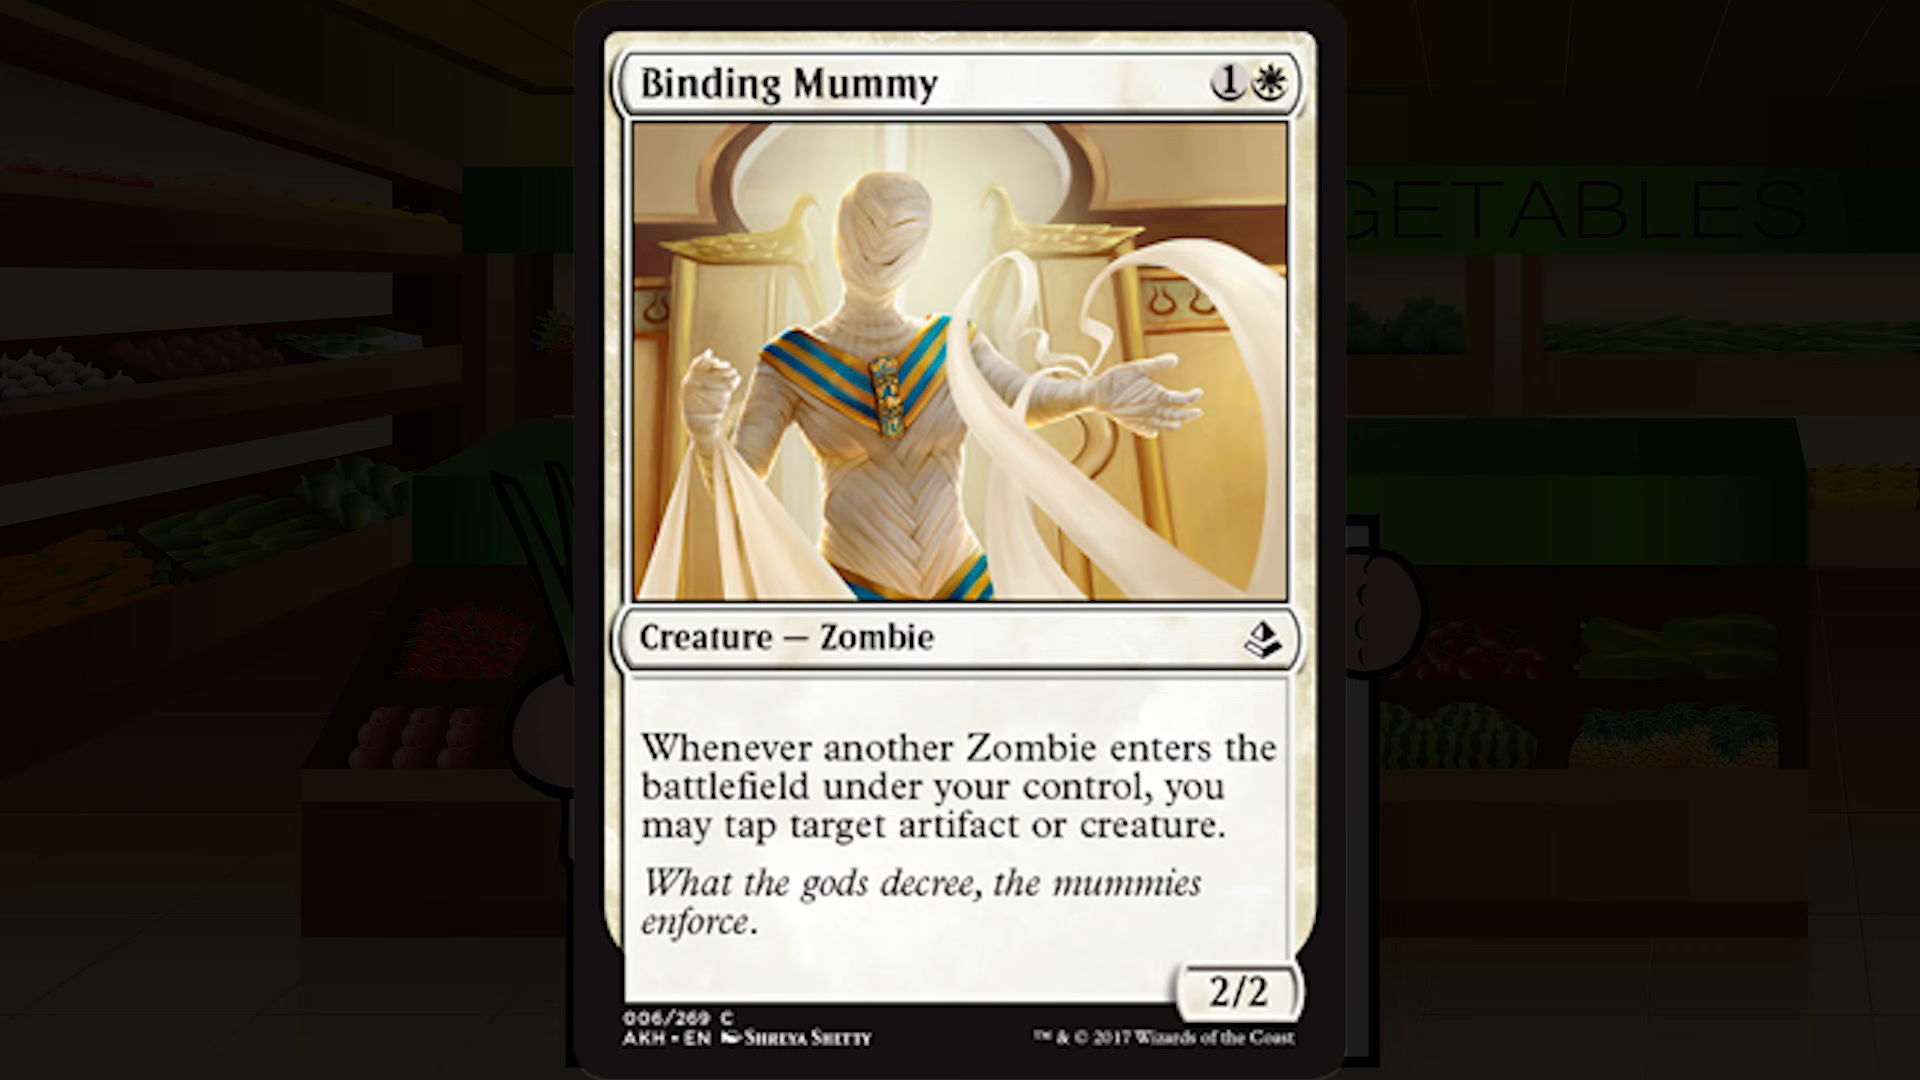 Binding Mummy 1
GETABLES
Creature — Zombie
Whenever another Zombie enters the
battlefield under your control, you
may tap target artifact or creature.
What the gods decree, the mummies
enforce.
2/2
006/269 C
AKH • EN Shreya Shetty
™ & © 2017 Wizards of the Coast